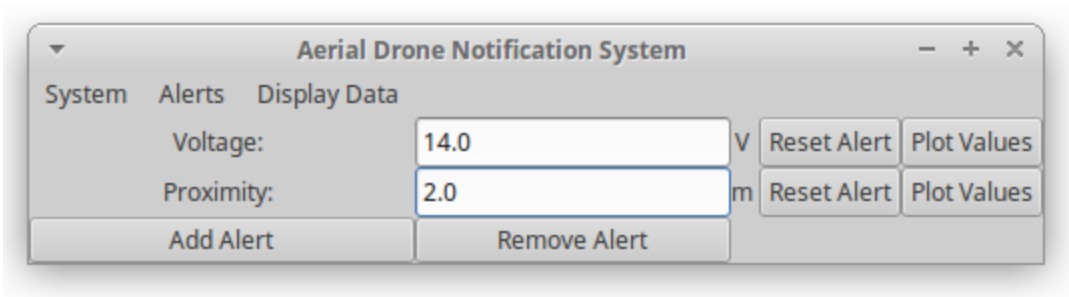 Aerial Drone Notification System
System Alerts Display Data
Voltage: 14.0 V Reset Alert Plot Values
Proximity: 2.0 m Reset Alert Plot Values
Add Alert Remove Alert